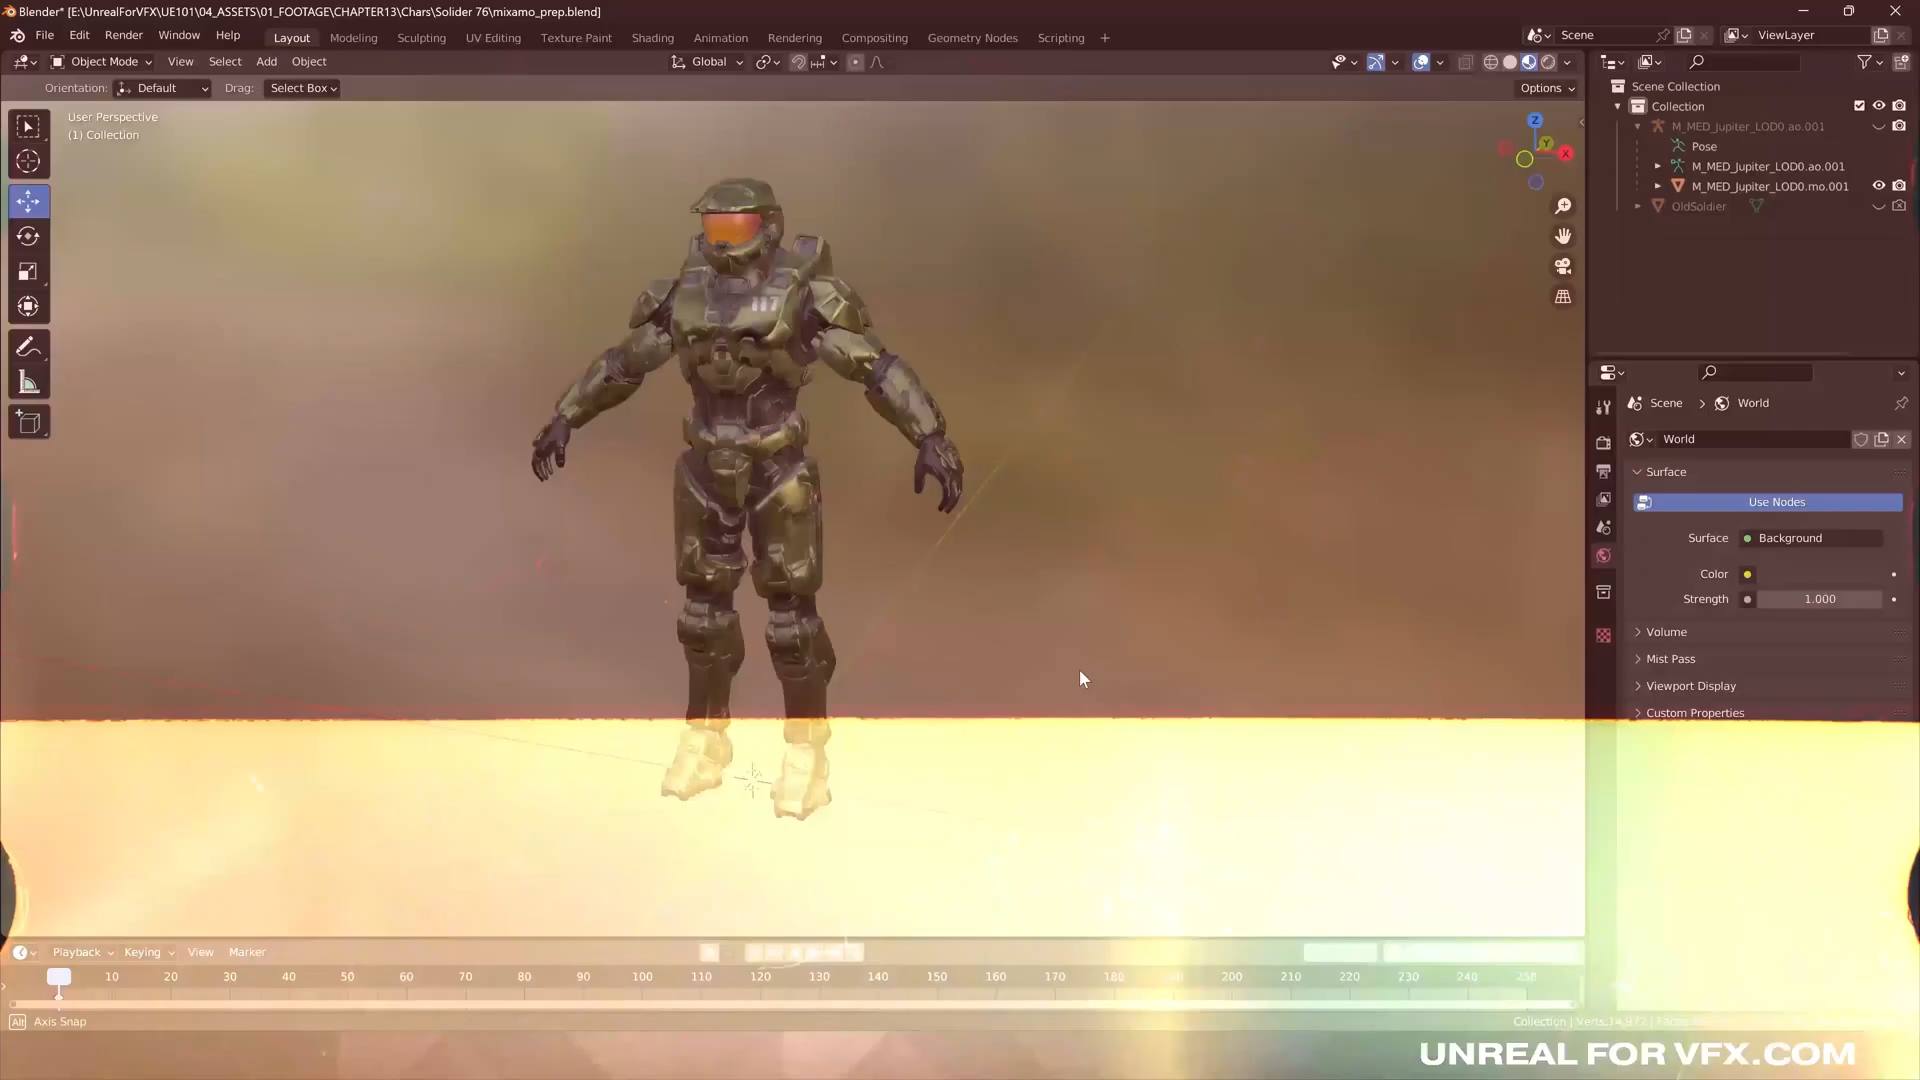 Blender* [E:\UnrealForVFX\UE101\04_ASSETS\01_FOOTAGE\CHAPTER13\Chars\Solider 76\mixamo_prep.blend]
File Edit Render Window Help Layout Modeling Sculpting UV Editing Texture Paint Shading Animation Rendering Compositing Geometry Nodes Scripting + Scene ViewLayer
Object Mode View Select Add Object Global
Orientation: Default Drag: Select Box Options
User Perspective
(1) Collection
Z
Y
X
117
Scene Collection
Collection
M_MED_Jupiter_LOD0.ao.001
Pose
M_MED_Jupiter_LOD0.ao.001
M_MED_Jupiter_LOD0.mo.001
OldSoldier
Scene > World
World
Surface
Use Nodes
Surface Background
Color
Strength 1.000
Volume
Mist Pass
Viewport Display
Custom Properties
Playback Keying View Marker
10 20 30 40 50 60 70 80 90 100 110 120 130 140 150 160 170 180 190 200 210 220 230 240 250
Alt Axis Snap
Collection | Verts:14,972
UNREAL FOR VFX.COM